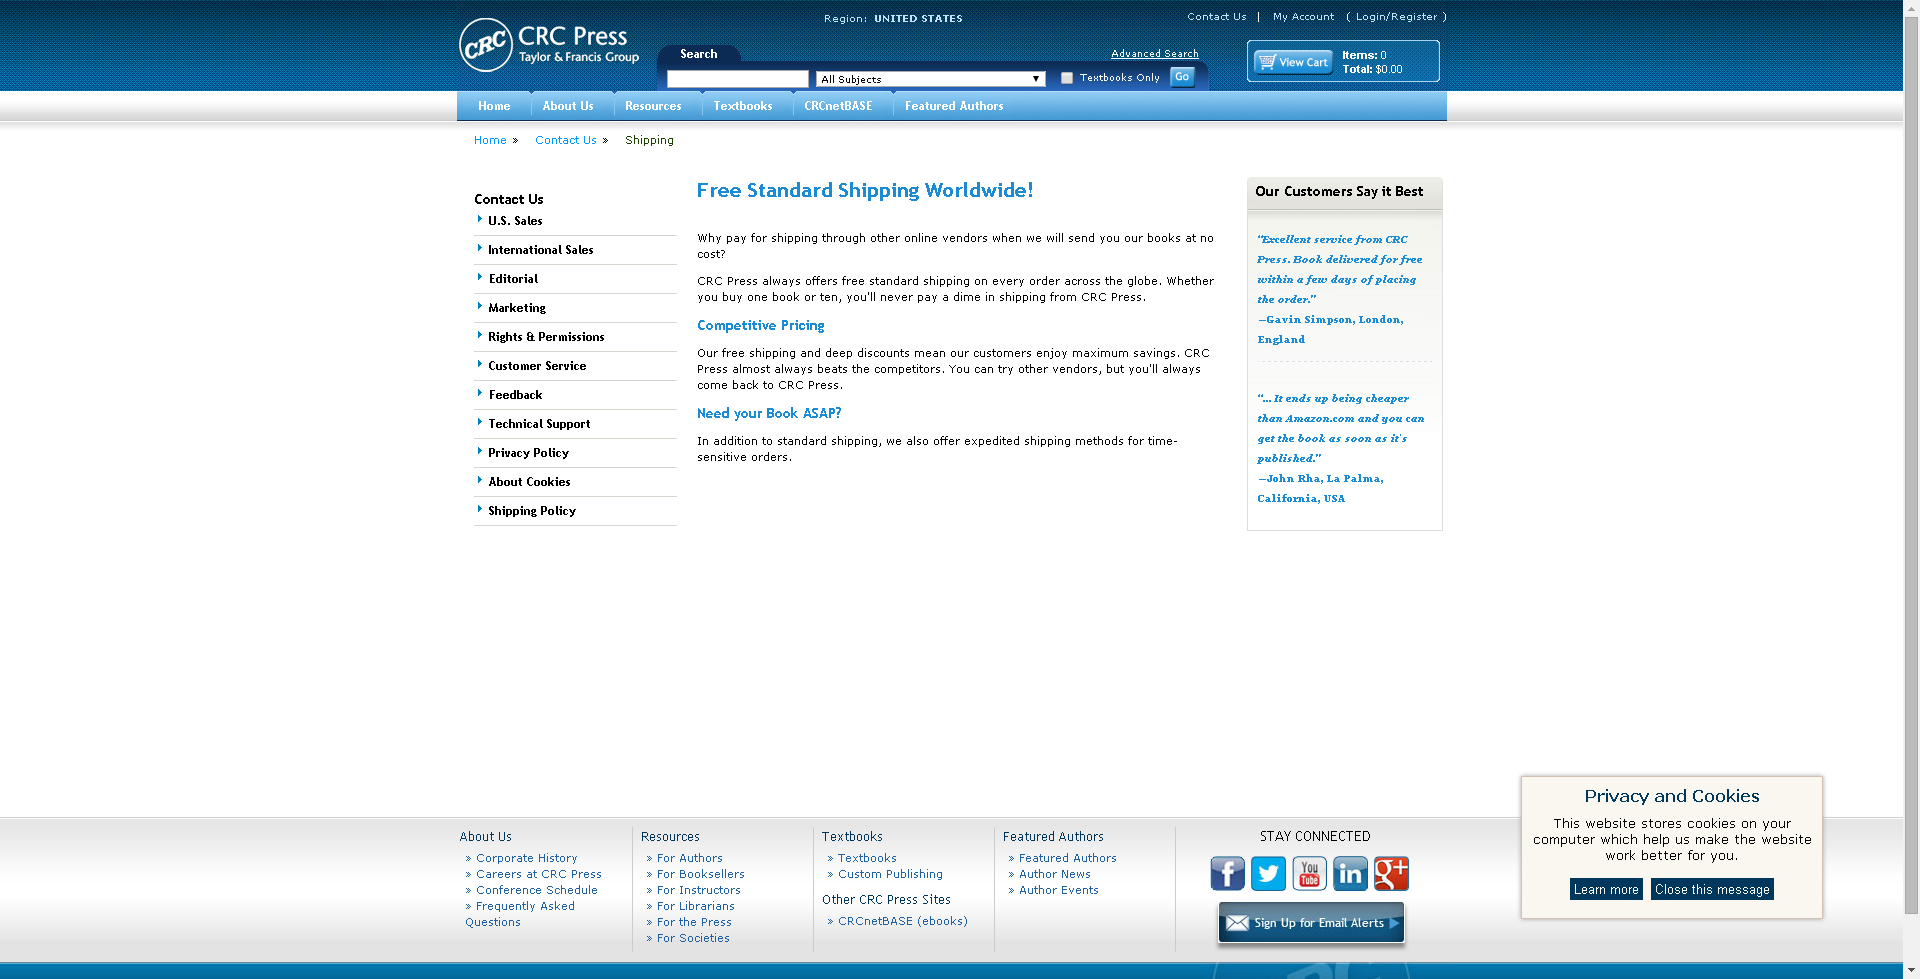 Region: UNITED STATES
Contact Us | My Account ( Login/Register )
CRC CRC Press
Taylor & Francis Group
Search
Advanced Search
All Subjects
Textbooks Only
Go
View Cart
Items: 0
Total: $0.00
Home About Us Resources Textbooks CRCnetBASE Featured Authors
Home » Contact Us » Shipping
Contact Us
U.S. Sales
International Sales
Editorial
Marketing
Rights & Permissions
Customer Service
Feedback
Technical Support
Privacy Policy
About Cookies
Shipping Policy
Free Standard Shipping Worldwide!
Why pay for shipping through other online vendors when we will send you our books at no
cost?
CRC Press always offers free standard shipping on every order across the globe. Whether
you buy one book or ten, you'll never pay a dime in shipping from CRC Press.
Competitive Pricing
Our free shipping and deep discounts mean our customers enjoy maximum savings. CRC
Press almost always beats the competitors. You can try other vendors, but you'll always
come back to CRC Press.
Need your Book ASAP?
In addition to standard shipping, we also offer expedited shipping methods for time-
sensitive orders.
Our Customers Say it Best
"Excellent service from CRC
Press. Book delivered for free
within a few days of placing
the order."
—Gavin Simpson, London,
England
"... It ends up being cheaper
than Amazon.com and you can
get the book as soon as it's
published."
—John Rha, La Palma,
California, USA
About Us
» Corporate History
» Careers at CRC Press
» Conference Schedule
» Frequently Asked
Questions
Resources
» For Authors
» For Booksellers
» For Instructors
» For Librarians
» For the Press
» For Societies
Textbooks
» Textbooks
» Custom Publishing
Other CRC Press Sites
» CRCnetBASE (ebooks)
Featured Authors
» Featured Authors
» Author News
» Author Events
STAY CONNECTED
f
You
Tube
in
g+
Sign Up for Email Alerts
Privacy and Cookies
This website stores cookies on your
computer which help us make the website
work better for you.
Learn more
Close this message